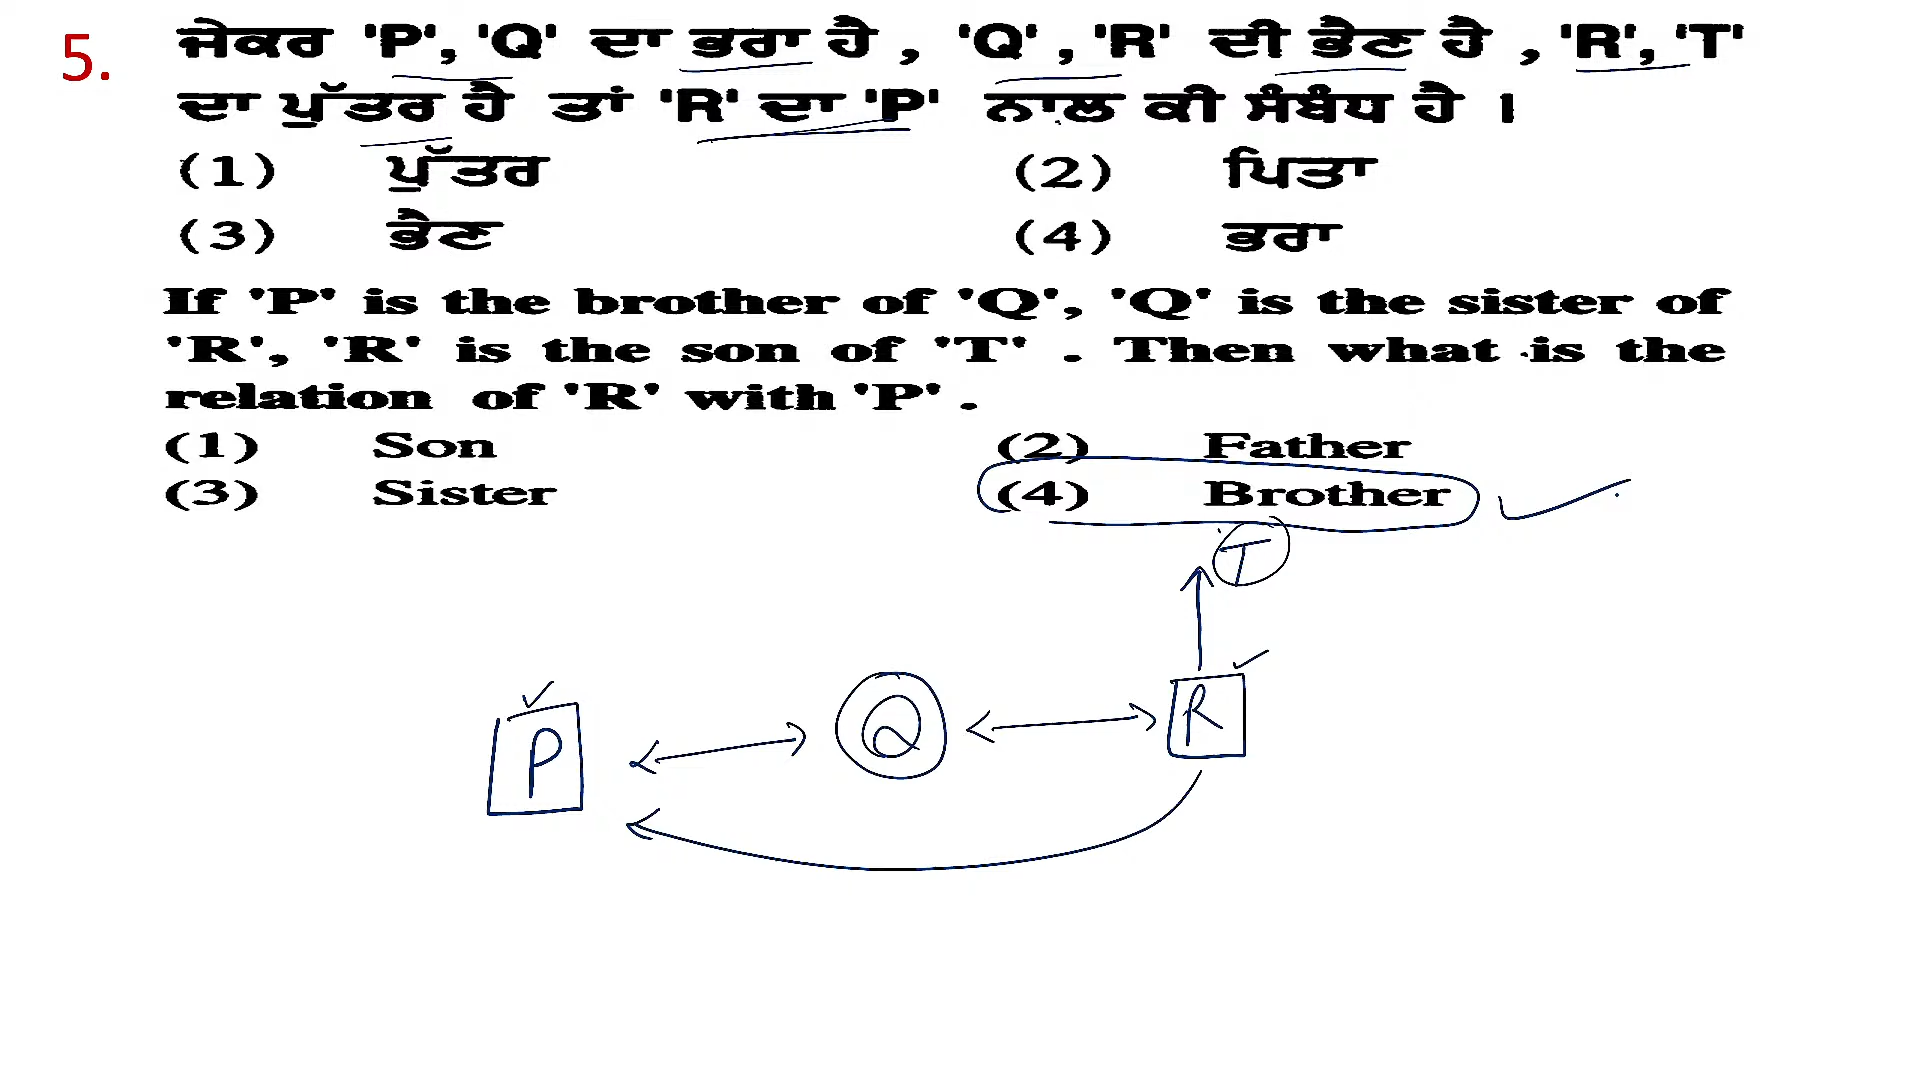 5. ਜੇਕਰ 'P', 'Q' ਦਾ ਭਰਾ ਹੈ , 'Q' , 'R' ਦੀ ਭੈਣ ਹੈ , 'R', 'T'
ਦਾ ਪੁੱਤਰ ਹੈ ਤਾਂ 'R' ਦਾ 'P' ਨਾਲ ਕੀ ਸੰਬੰਧ ਹੈ ।
(1) ਪੁੱਤਰ (2) ਪਿਤਾ
(3) ਭੈਣ (4) ਭਰਾ
If 'P' is the brother of 'Q', 'Q' is the sister of
'R', 'R' is the son of 'T' . Then what is the
relation of 'R' with 'P' .
(1) Son (2) Father
(3) Sister (4) Brother
T
P Q R